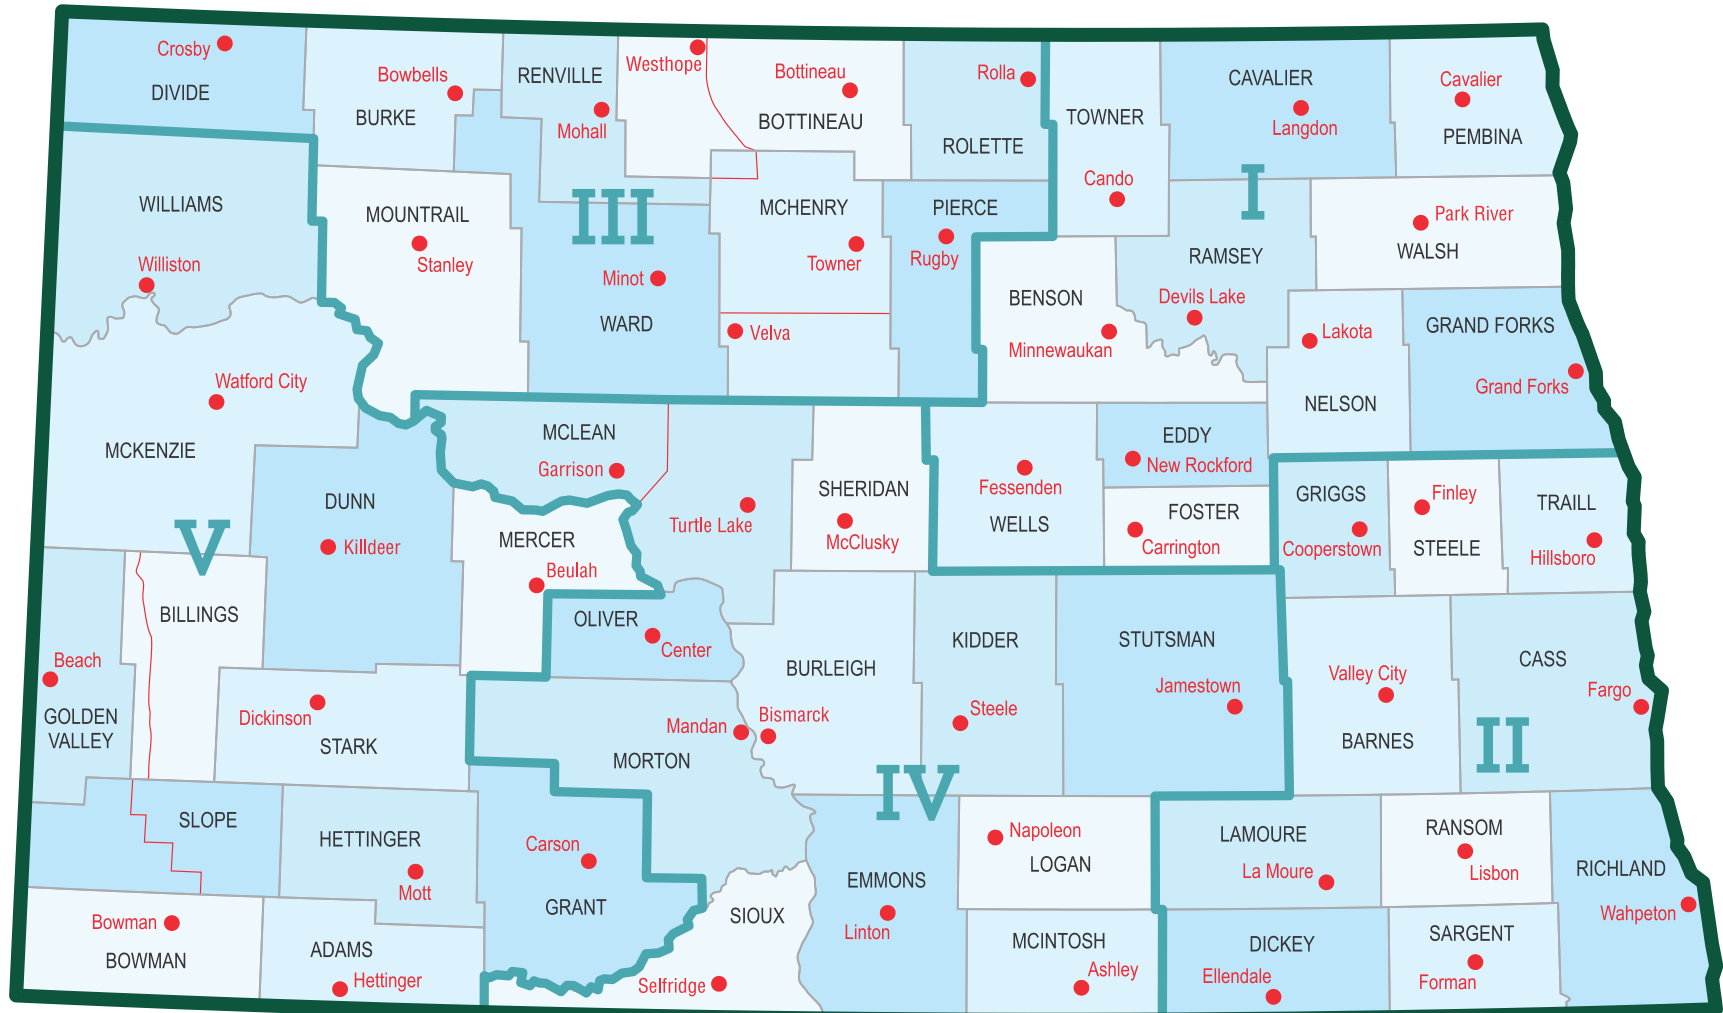 Crosby
DIVIDE
Bowbells
BURKE
RENVILLE
Mohall
Westhope
Bottineau
BOTTINEAU
Rolla
ROLETTE
TOWNER
Cando
CAVALIER
Langdon
Cavalier
PEMBINA
I
WILLIAMS
Williston
MOUNTRAIL
Stanley
III
Minot
WARD
MCHENRY
Towner
Velva
PIERCE
Rugby
BENSON
Minnewaukan
RAMSEY
Devils Lake
Park River
WALSH
Lakota
NELSON
GRAND FORKS
Grand Forks
Watford City
MCKENZIE
DUNN
Killdeer
V
MCLEAN
Garrison
Turtle Lake
SHERIDAN
McClusky
Fessenden
WELLS
EDDY
New Rockford
FOSTER
Carrington
GRIGGS
Cooperstown
Finley
STEELE
TRAILL
Hillsboro
MERCER
Beulah
BILLINGS
Beach
GOLDEN
VALLEY
Dickinson
STARK
OLIVER
Center
Mandan
MORTON
Bismarck
BURLEIGH
KIDDER
Steele
STUTSMAN
Jamestown
Valley City
BARNES
CASS
Fargo
II
IV
SLOPE
HETTINGER
Mott
Carson
GRANT
EMMONS
Linton
Napoleon
LOGAN
LAMOURE
La Moure
RANSOM
Lisbon
RICHLAND
Wahpeton
Bowman
BOWMAN
ADAMS
Hettinger
SIOUX
Selfridge
MCINTOSH
Ashley
DICKEY
Ellendale
SARGENT
Forman